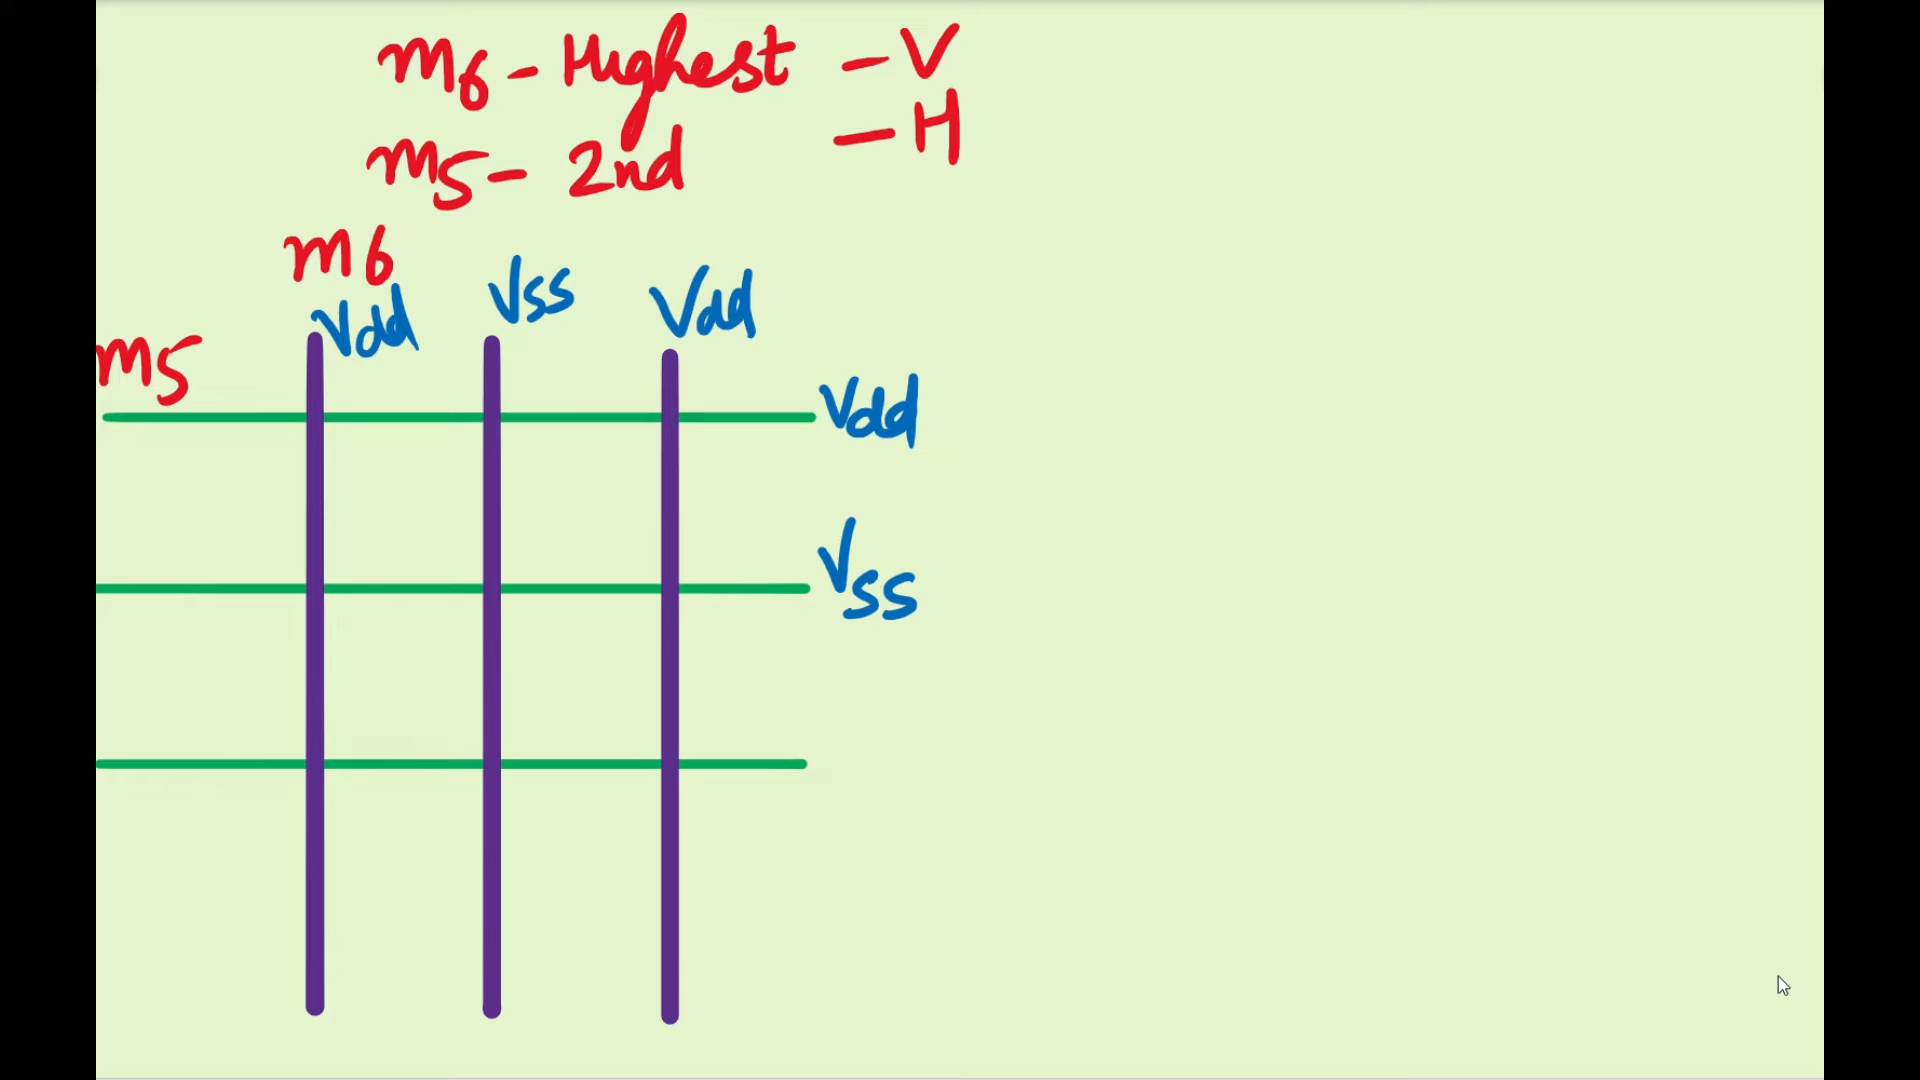 m6 - Highest - V
m5 - 2nd - H
m6
Vdd Vss Vdd
m5
Vdd
Vss